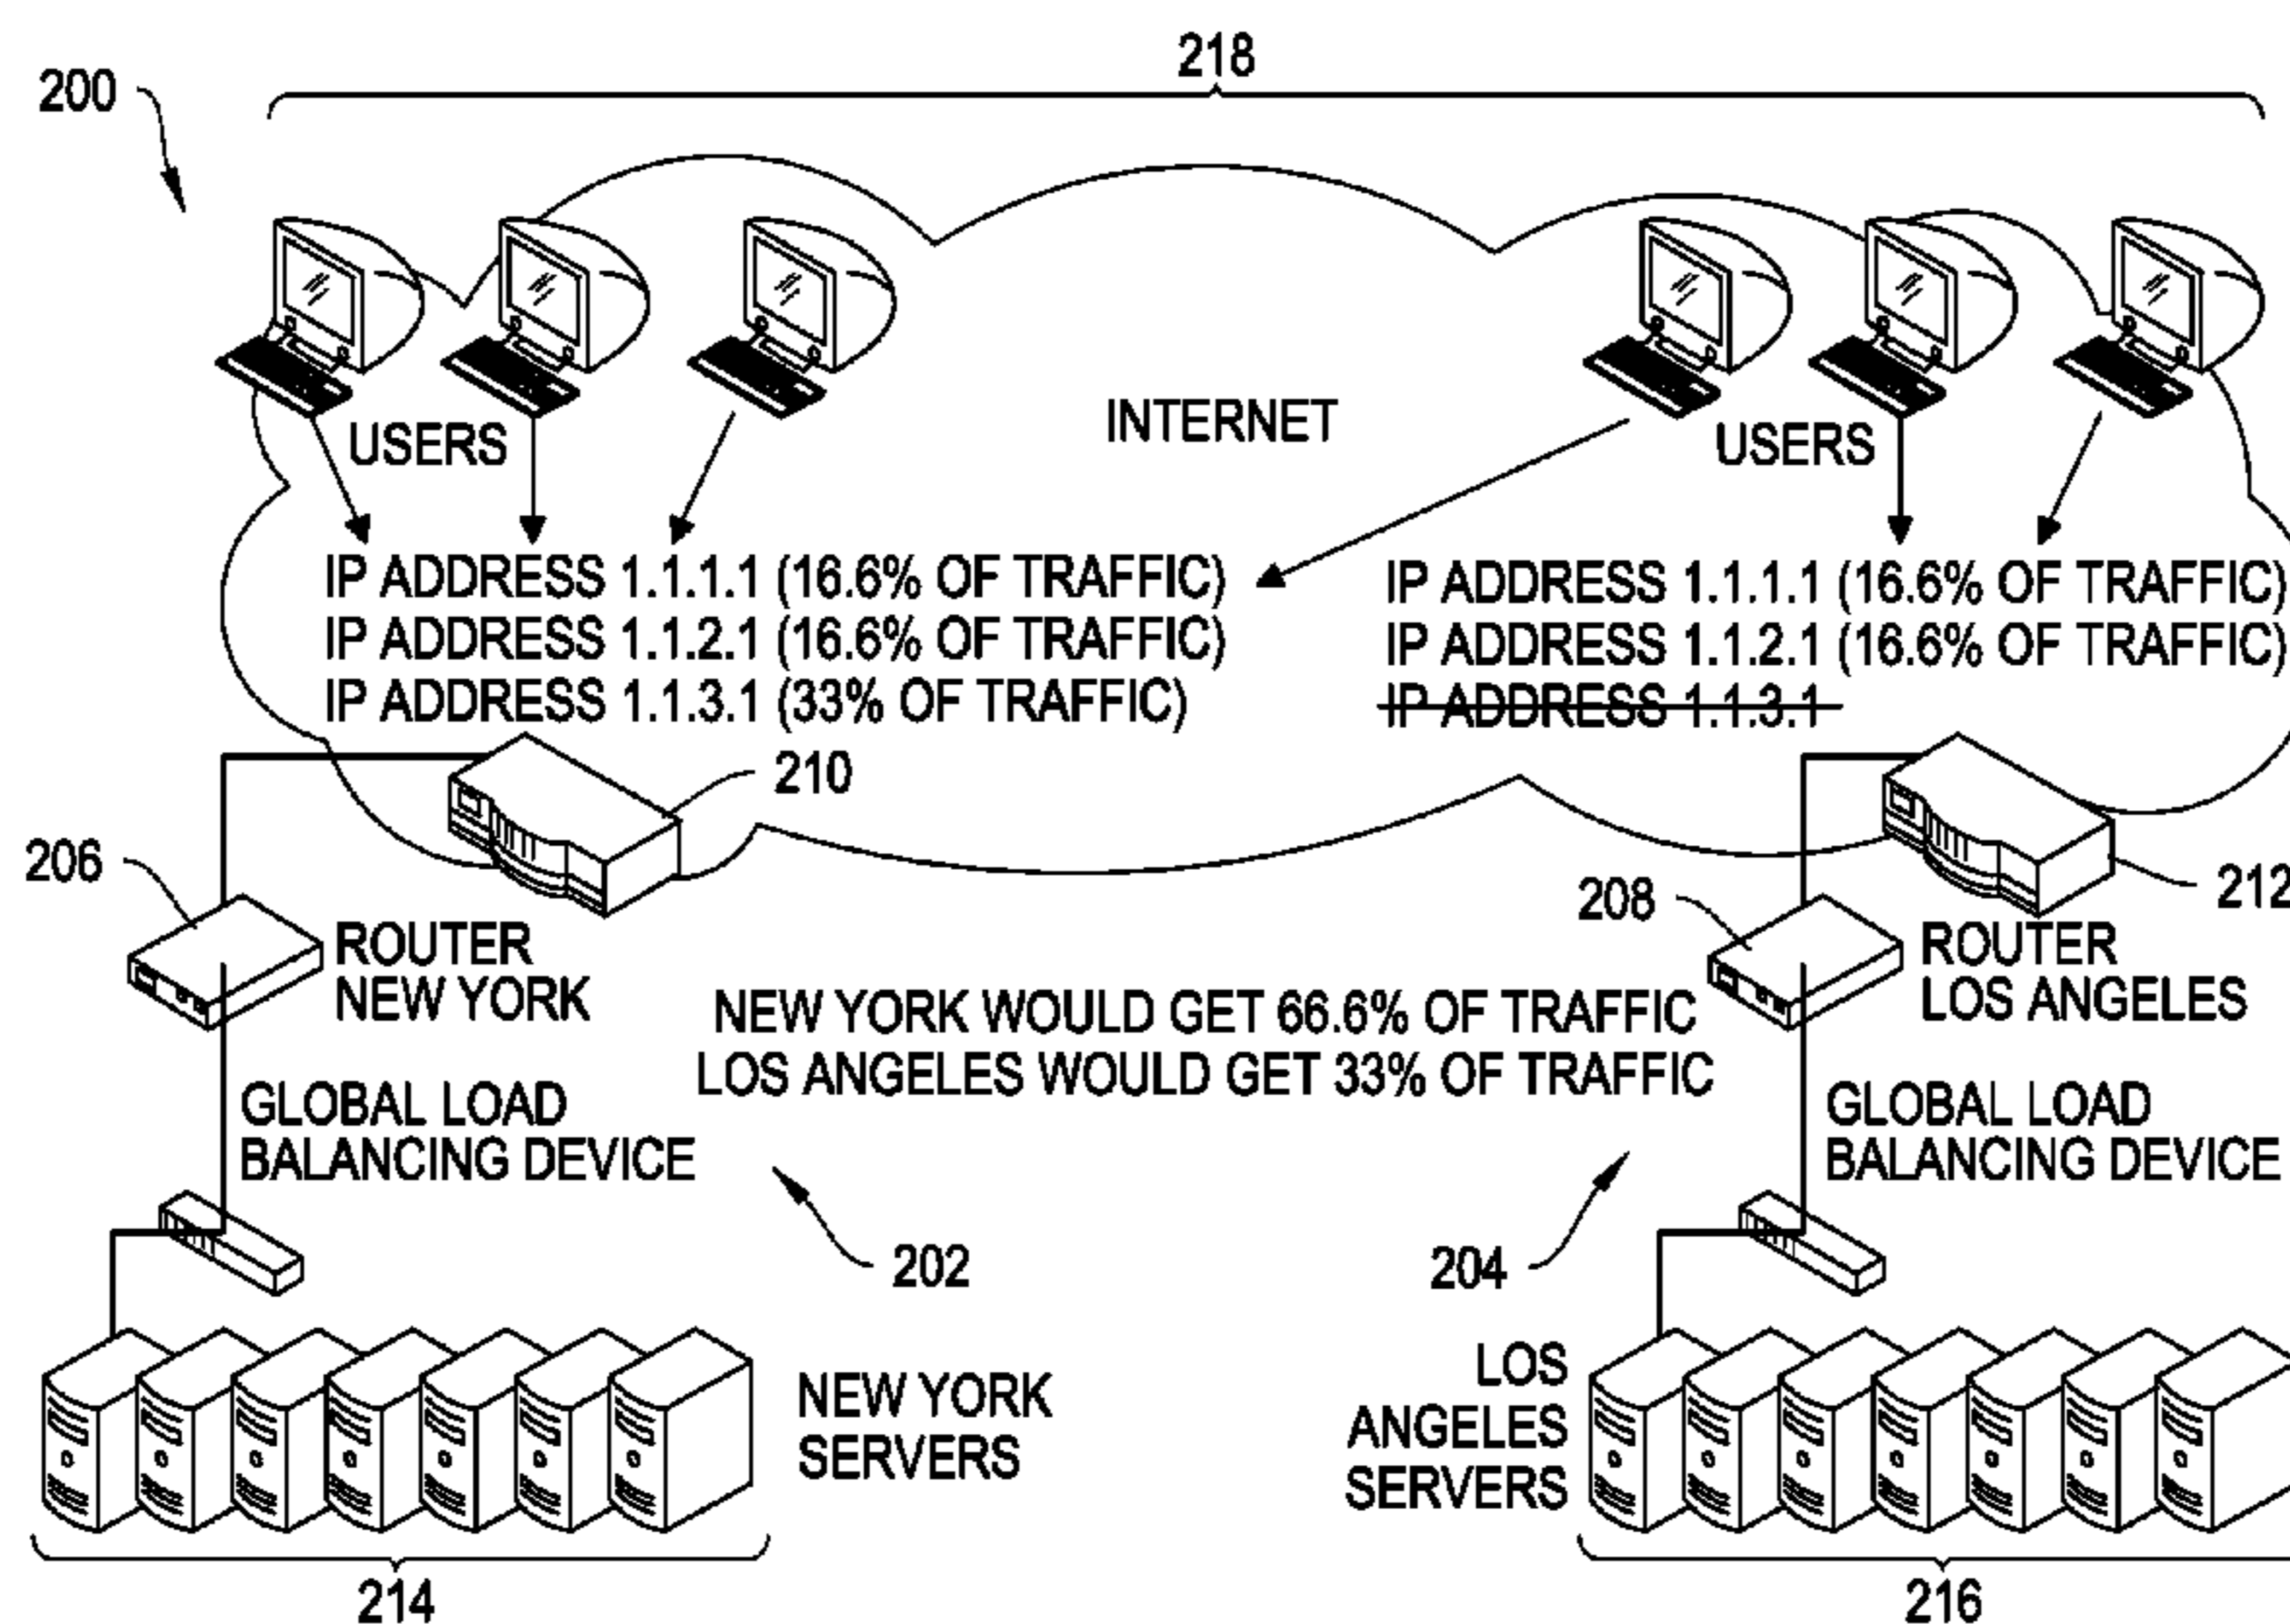 218
200
USERS
INTERNET
USERS
IP ADDRESS 1.1.1.1 (16.6% OF TRAFFIC)
IP ADDRESS 1.1.2.1 (16.6% OF TRAFFIC)
IP ADDRESS 1.1.3.1 (33% OF TRAFFIC)
IP ADDRESS 1.1.1.1 (16.6% OF TRAFFIC)
IP ADDRESS 1.1.2.1 (16.6% OF TRAFFIC)
IP ADDRESS 1.1.3.1
210
206
212
208
ROUTER
NEW YORK
ROUTER
LOS ANGELES
NEW YORK WOULD GET 66.6% OF TRAFFIC
LOS ANGELES WOULD GET 33% OF TRAFFIC
GLOBAL LOAD
BALANCING DEVICE
GLOBAL LOAD
BALANCING DEVICE
202
204
NEW YORK
SERVERS
LOS
ANGELES
SERVERS
214
216